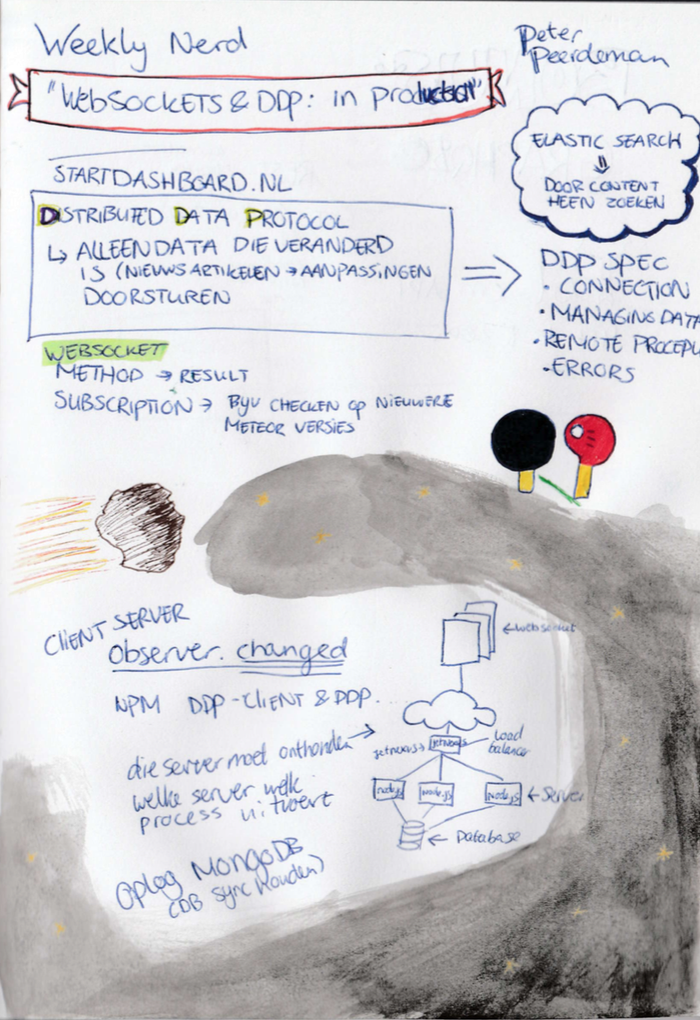 Weekly Nerd
Peter
Peerdeman
"WEBSOCKETS & DDP: in production"
ELASTIC SEARCH
⇓
DOOR CONTENT
HEEN ZOEKEN
STARTDASHBOARD.NL
DISTRIBUTED DATA PROTOCOL
↳ ALLEEN DATA DIE VERANDERD
IS (NIEUWS ARTIKELEN → AANPASSINGEN
DOORSTUREN
⇒
DDP SPEC
• CONNECTION
• MANAGING DATA
• REMOTE PROCEDU
• ERRORS
WEBSOCKET
METHOD → RESULT
SUBSCRIPTION → BIJV CHECKEN OP NIEUWERE
METEOR VERSIES
CLIENT SERVER
Observer.changed
NPM DDP-CLIENT & DDP.
← Websocket
die server moet onthouden →
welke server welk
process uitvoert
→ Load
balancer
node.js
node.js
node.js
← Server
← Database
Oplog MongoDB
(DB sync houden)